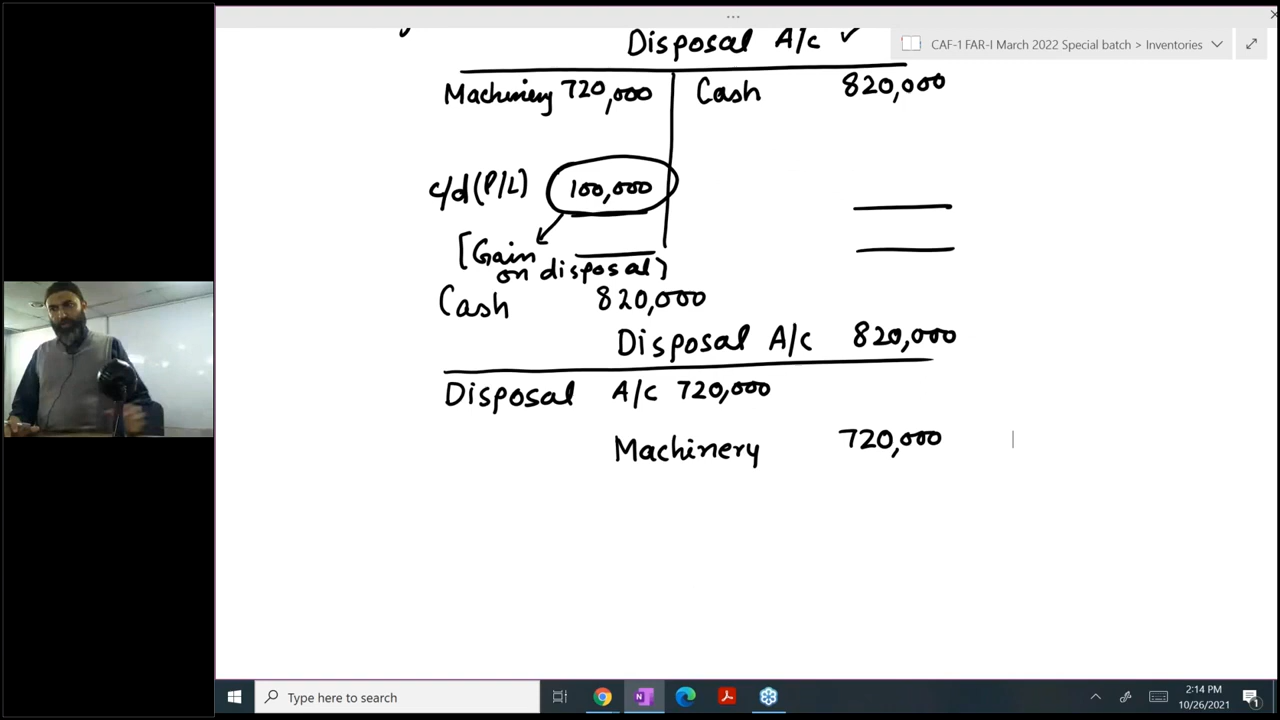 CAF-1 FAR-I March 2022 Special batch > Inventories
Disposal A/c ✓
Machinery 720,000 Cash 820,000
c/d (P/L) 100,000
[Gain on disposal]
Cash 820,000
Disposal A/c 820,000
Disposal A/c 720,000
Machinery 720,000
Type here to search
2:14 PM
10/26/2021
1